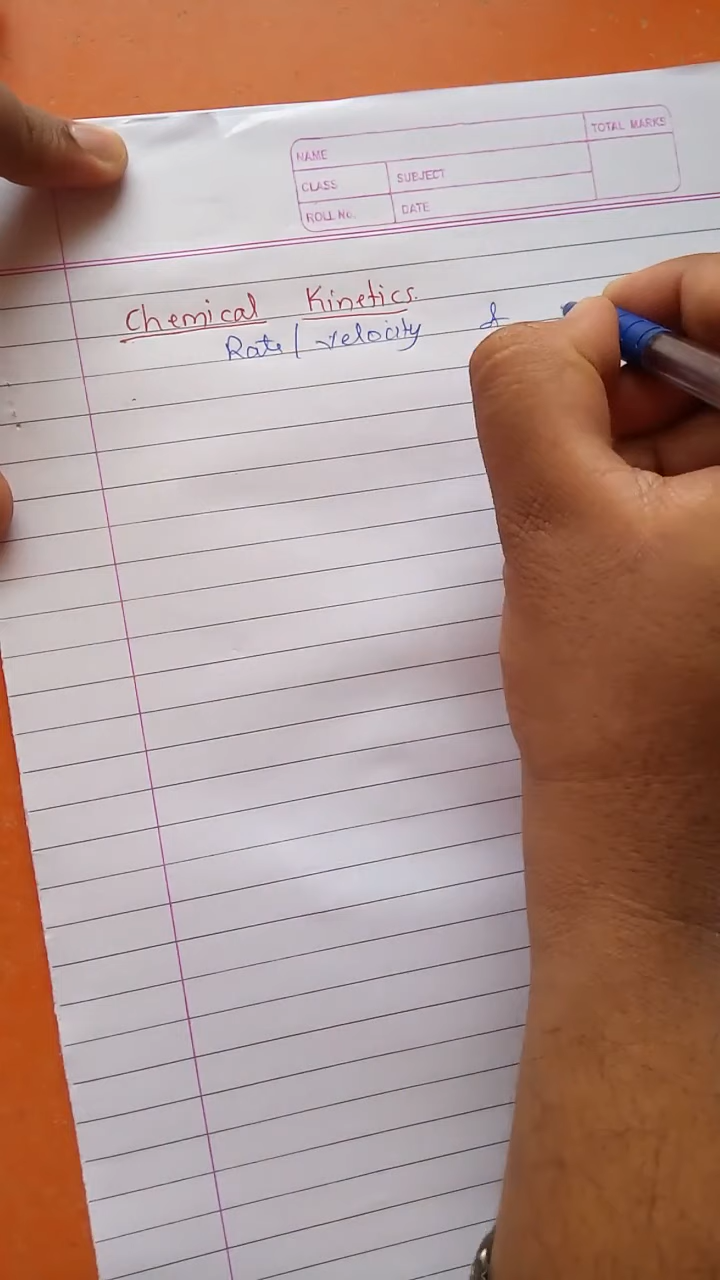 TOTAL MARKS
NAME
CLASS SUBJECT
ROLL No. DATE
Chemical Kinetics.
Rate / velocity